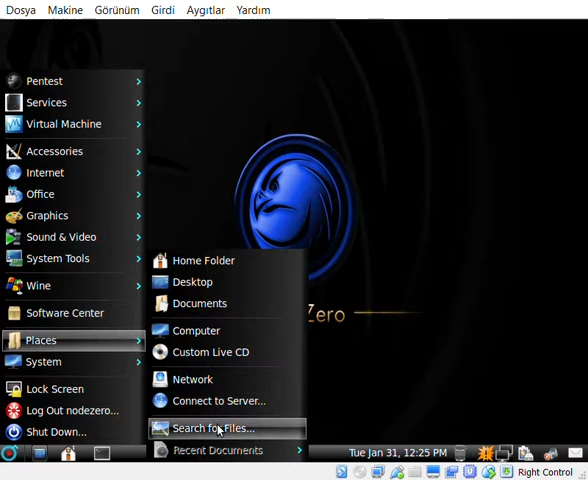 Dosya Makine Görünüm Girdi Aygıtlar Yardım
Pentest
Services
Virtual Machine
Accessories
Internet
Office
Graphics
Sound & Video
System Tools
Wine
Software Center
Places
System
Lock Screen
Log Out nodezero...
Shut Down...
Home Folder
Desktop
Documents
Computer
Custom Live CD
Network
Connect to Server...
Search for Files...
Recent Documents
Zero
Tue Jan 31, 12:25 PM
Right Control